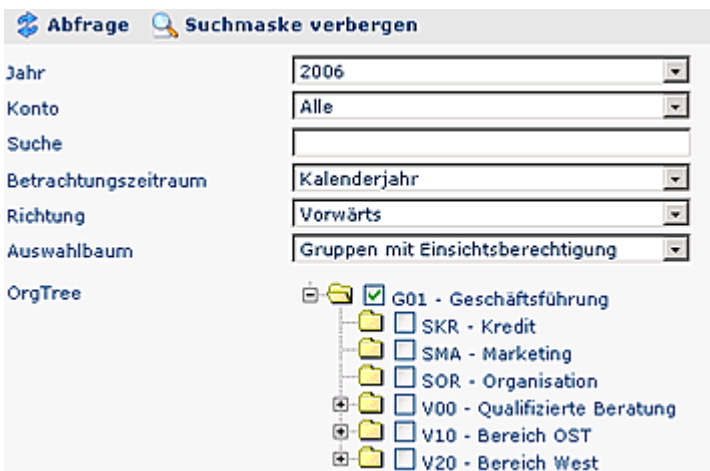 Abfrage Suchmaske verbergen
Jahr 2006
Konto Alle
Suche
Betrachtungszeitraum Kalenderjahr
Richtung Vorwärts
Auswahlbaum Gruppen mit Einsichtsberechtigung
OrgTree G01 - Geschäftsführung
SKR - Kredit
SMA - Marketing
SOR - Organisation
V00 - Qualifizierte Beratung
V10 - Bereich OST
V20 - Bereich West